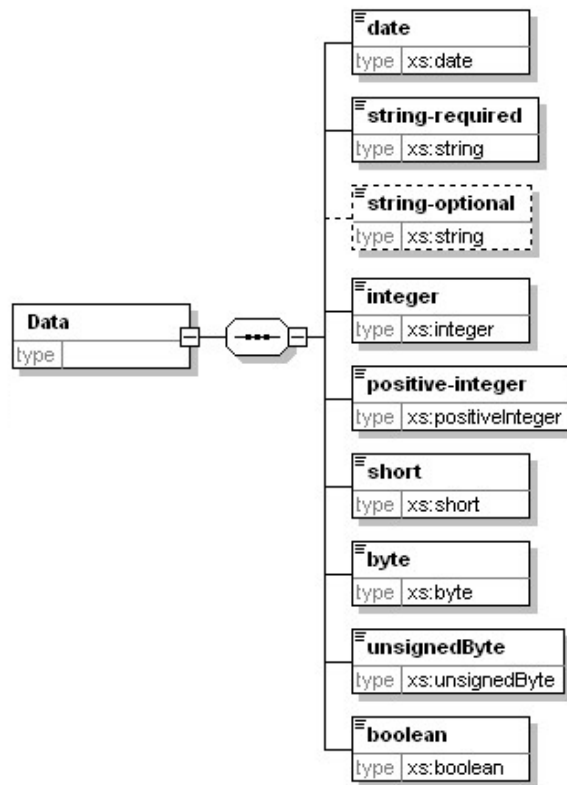 date
type xs:date
string-required
type xs:string
string-optional
type xs:string
Data
type
integer
type xs:integer
positive-integer
type xs:positiveInteger
short
type xs:short
byte
type xs:byte
unsignedByte
type xs:unsignedByte
boolean
type xs:boolean